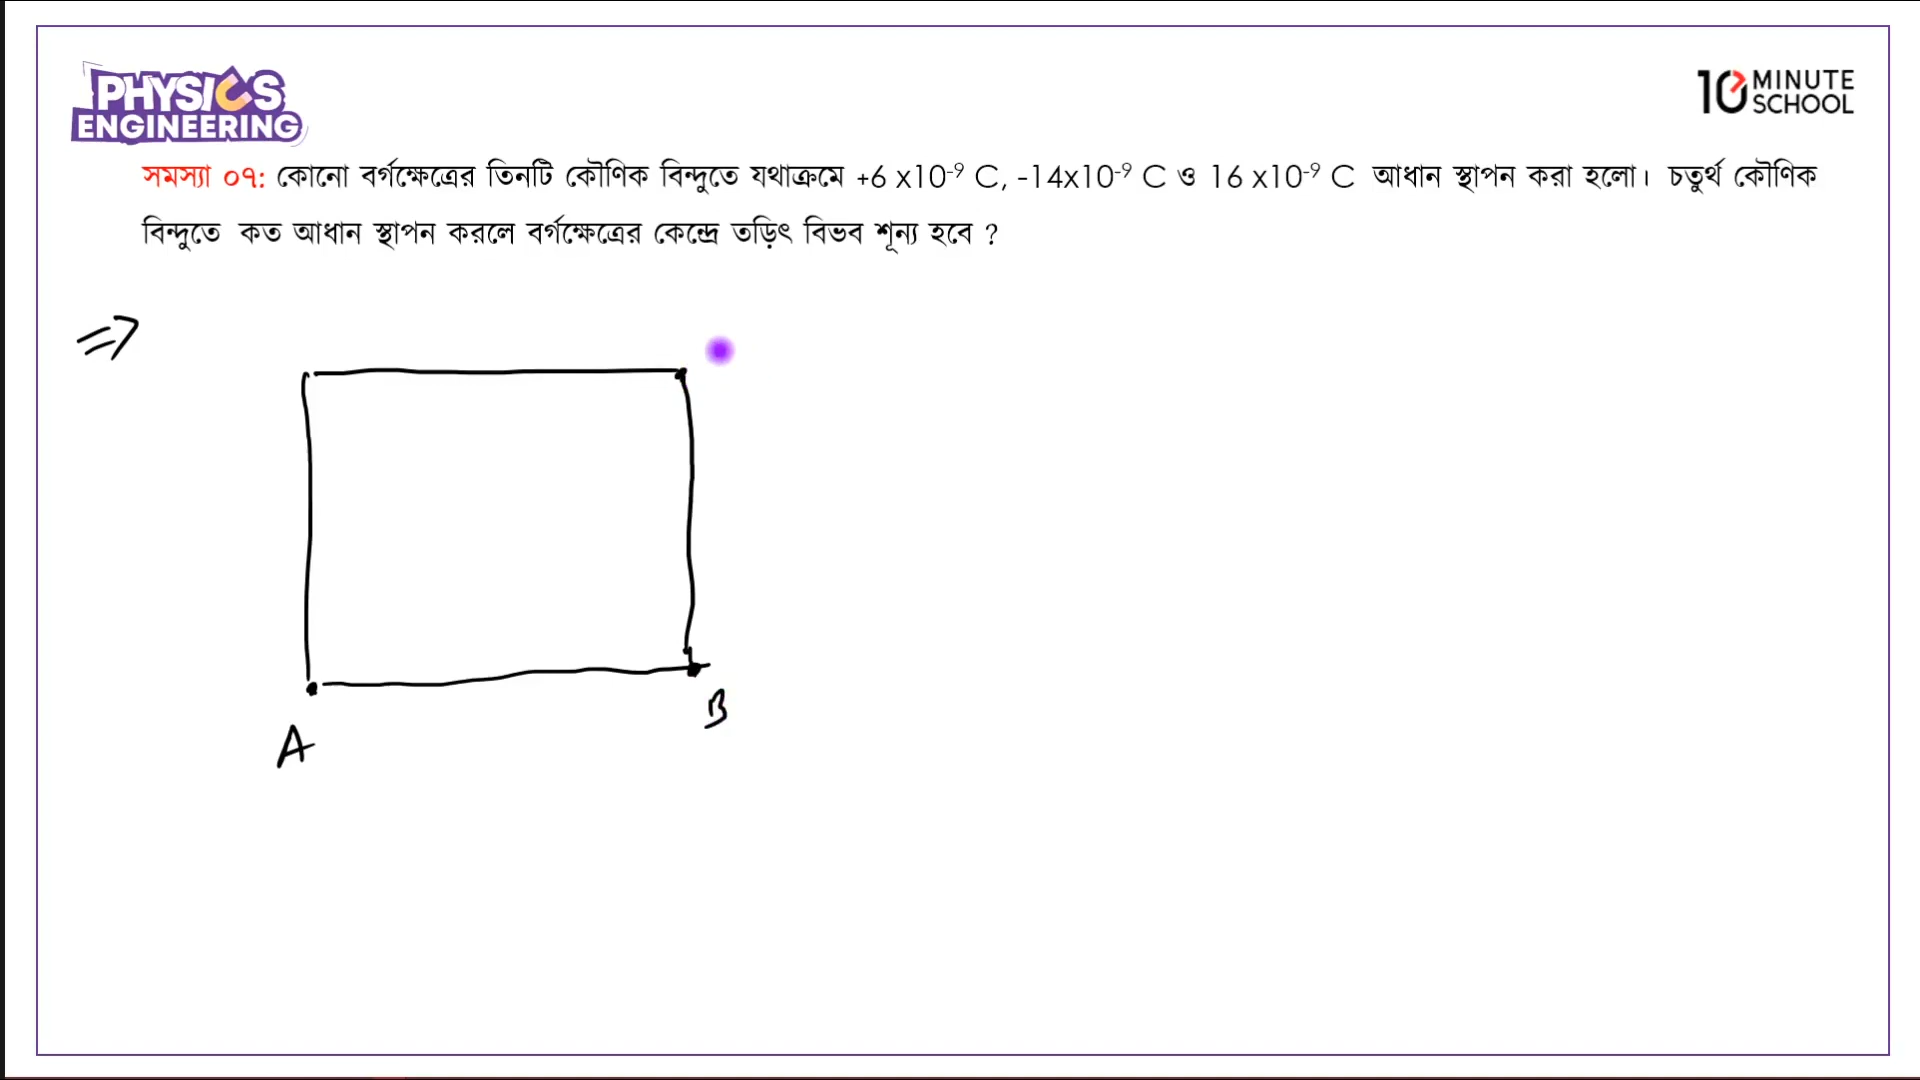 PHYSICS
ENGINEERING
10 MINUTE
SCHOOL
সমস্যা ০৭: কোনো বর্গক্ষেত্রের তিনটি কৌণিক বিন্দুতে যথাক্রমে +6 x10⁻⁹ C, -14x10⁻⁹ C ও 16 x10⁻⁹ C আধান স্থাপন করা হলো। চতুর্থ কৌণিক
বিন্দুতে কত আধান স্থাপন করলে বর্গক্ষেত্রের কেন্দ্রে তড়িৎ বিভব শূন্য হবে ?
⇒
B
A